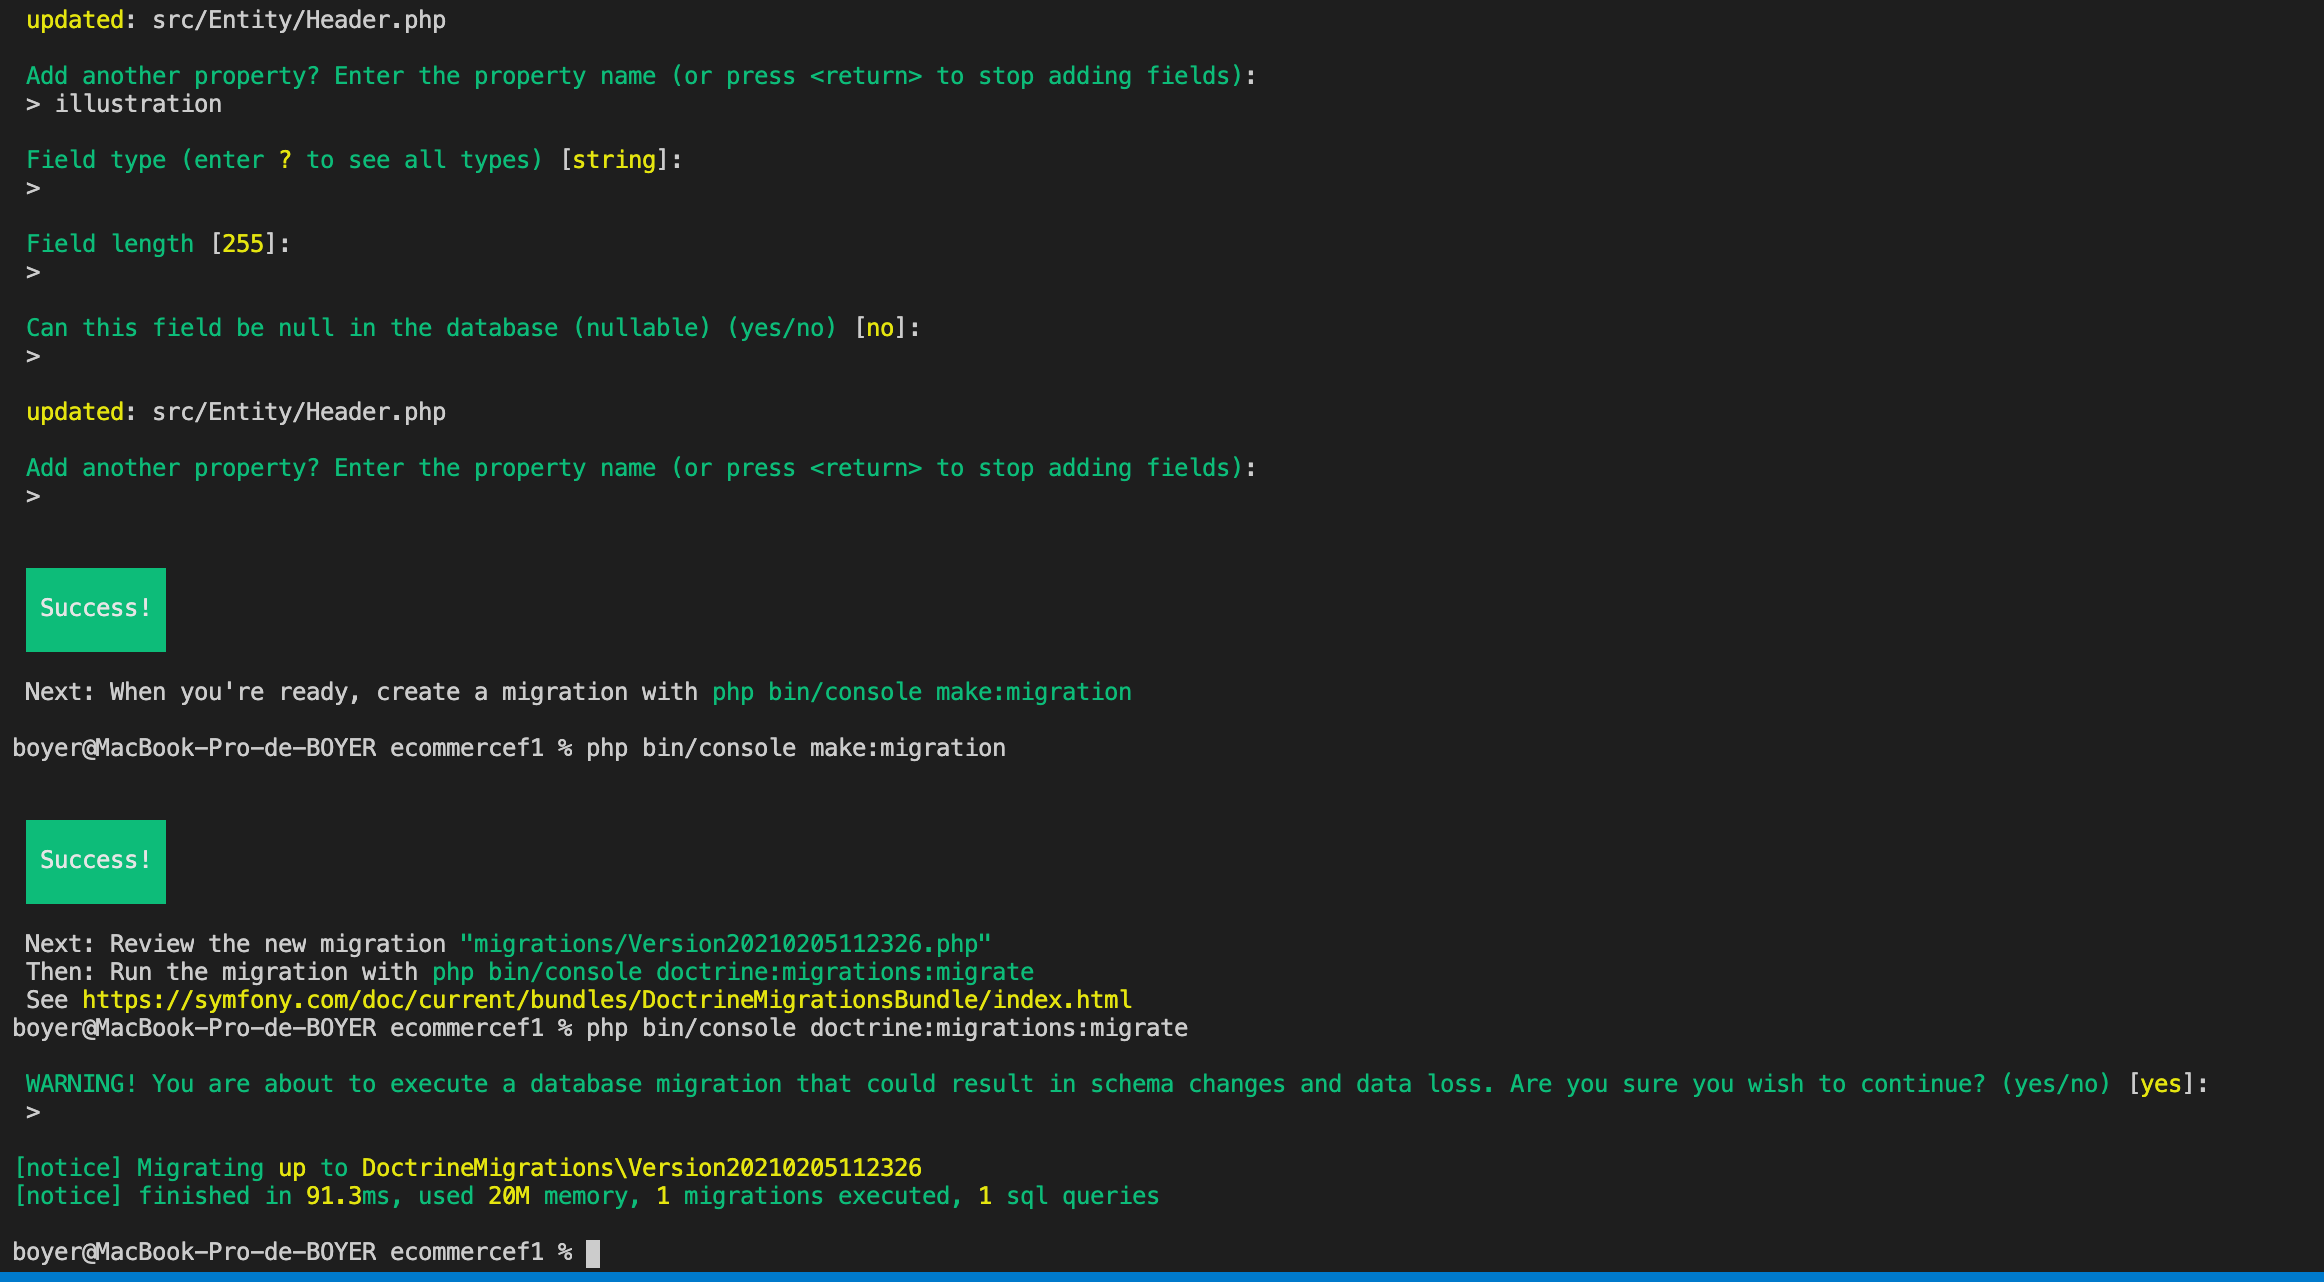 updated: src/Entity/Header.php
Add another property? Enter the property name (or press <return> to stop adding fields):
> illustration
Field type (enter ? to see all types) [string]:
>
Field length [255]:
>
Can this field be null in the database (nullable) (yes/no) [no]:
>
updated: src/Entity/Header.php
Add another property? Enter the property name (or press <return> to stop adding fields):
>
Success!
Next: When you're ready, create a migration with php bin/console make:migration
boyer@MacBook-Pro-de-BOYER ecommercef1 % php bin/console make:migration
Success!
Next: Review the new migration "migrations/Version20210205112326.php"
Then: Run the migration with php bin/console doctrine:migrations:migrate
See https://symfony.com/doc/current/bundles/DoctrineMigrationsBundle/index.html
boyer@MacBook-Pro-de-BOYER ecommercef1 % php bin/console doctrine:migrations:migrate
WARNING! You are about to execute a database migration that could result in schema changes and data loss. Are you sure you wish to continue? (yes/no) [yes]:
>
[notice] Migrating up to DoctrineMigrations\Version20210205112326
[notice] finished in 91.3ms, used 20M memory, 1 migrations executed, 1 sql queries
boyer@MacBook-Pro-de-BOYER ecommercef1 %